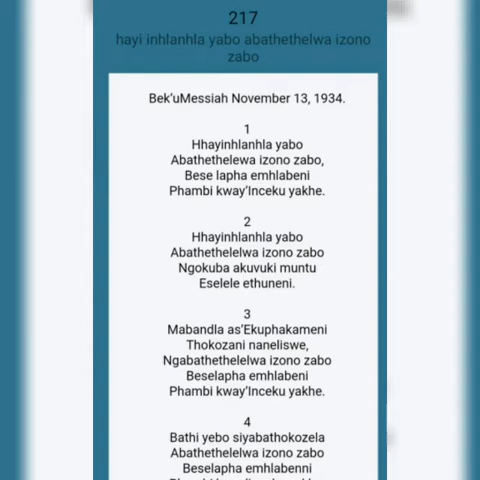 217
hayi inhlanhla yabo abathethelwa izono
zabo
Bek'uMessiah November 13, 1934.
1
Hhayinhlanhla yabo
Abathethelewa izono zabo,
Bese lapha emhlabeni
Phambi kway'Inceku yakhe.
2
Hhayinhlanhla yabo
Abathethelelwa izono zabo
Ngokuba akuvuki muntu
Eselele ethuneni.
3
Mabandla as'Ekuphakameni
Thokozani naneliswe,
Ngabathethelelwa izono zabo
Beselapha emhlabeni
Phambi kway'Inceku yakhe.
4
Bathi yebo siyabathokozela
Abathethelelwa izono zabo
Beselapha emhlabenni